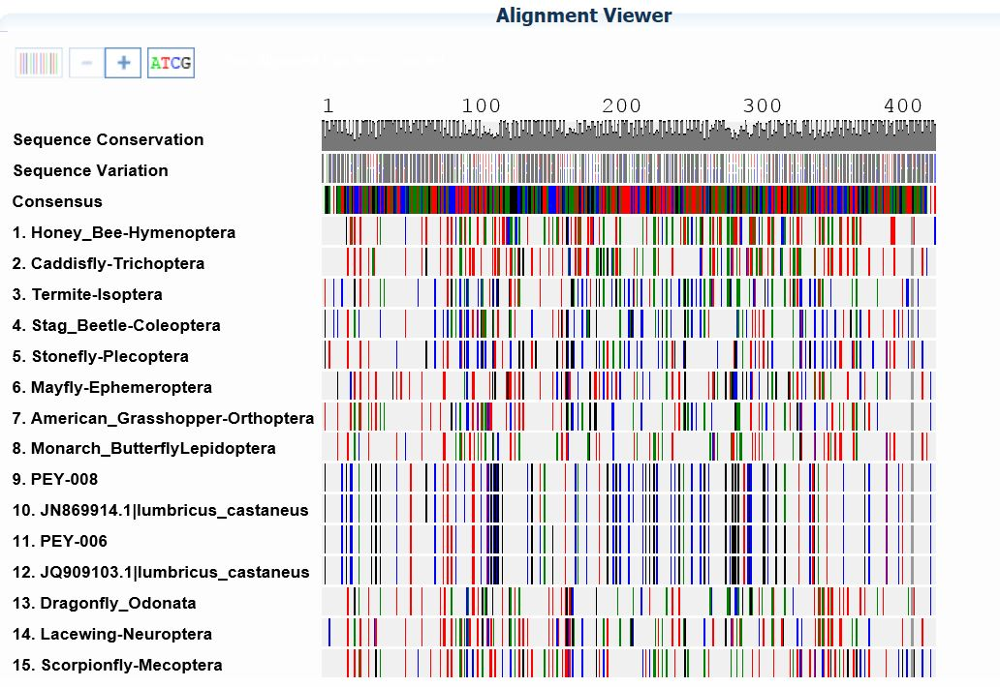 Alignment Viewer
− + ATCG
1 100 200 300 400
Sequence Conservation
Sequence Variation
Consensus
1. Honey_Bee-Hymenoptera
2. Caddisfly-Trichoptera
3. Termite-Isoptera
4. Stag_Beetle-Coleoptera
5. Stonefly-Plecoptera
6. Mayfly-Ephemeroptera
7. American_Grasshopper-Orthoptera
8. Monarch_ButterflyLepidoptera
9. PEY-008
10. JN869914.1|lumbricus_castaneus
11. PEY-006
12. JQ909103.1|lumbricus_castaneus
13. Dragonfly_Odonata
14. Lacewing-Neuroptera
15. Scorpionfly-Mecoptera